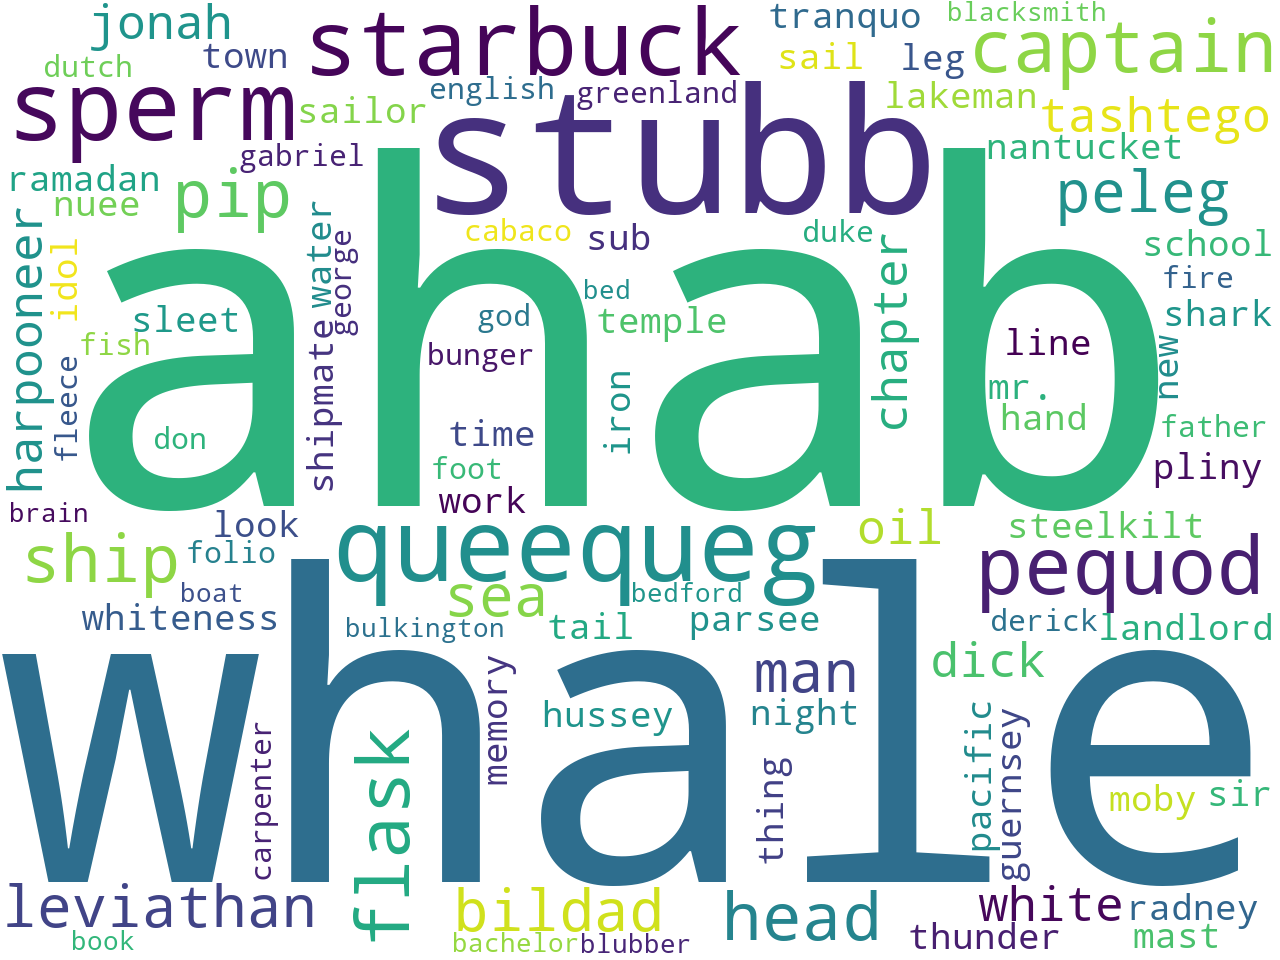 jonah
starbuck
tranquo
blacksmith
captain
dutch
town
sail
leg
sperm
sailor
english
greenland
lakeman
tashtego
stubb
gabriel
nantucket
ramadan
nuee
pip
peleg
harpooneer
idol
water
george
cabaco
sub
duke
chapter
school
fire
ahab
sleet
fish
fleece
shipmate
god
bed
bunger
temple
line
shark
new
mr.
hand
don
time
iron
foot
work
father
pliny
brain
look
queequeg
oil
steelkilt
ship
folio
boat
sea
bedford
pequod
whiteness
bulkington
tail
parsee
derick
landlord
whale
memory
man
dick
hussey
night
carpenter
flask
thing
pacific
guernsey
moby
sir
leviathan
bildad
head
white
radney
book
bachelor
blubber
thunder
mast